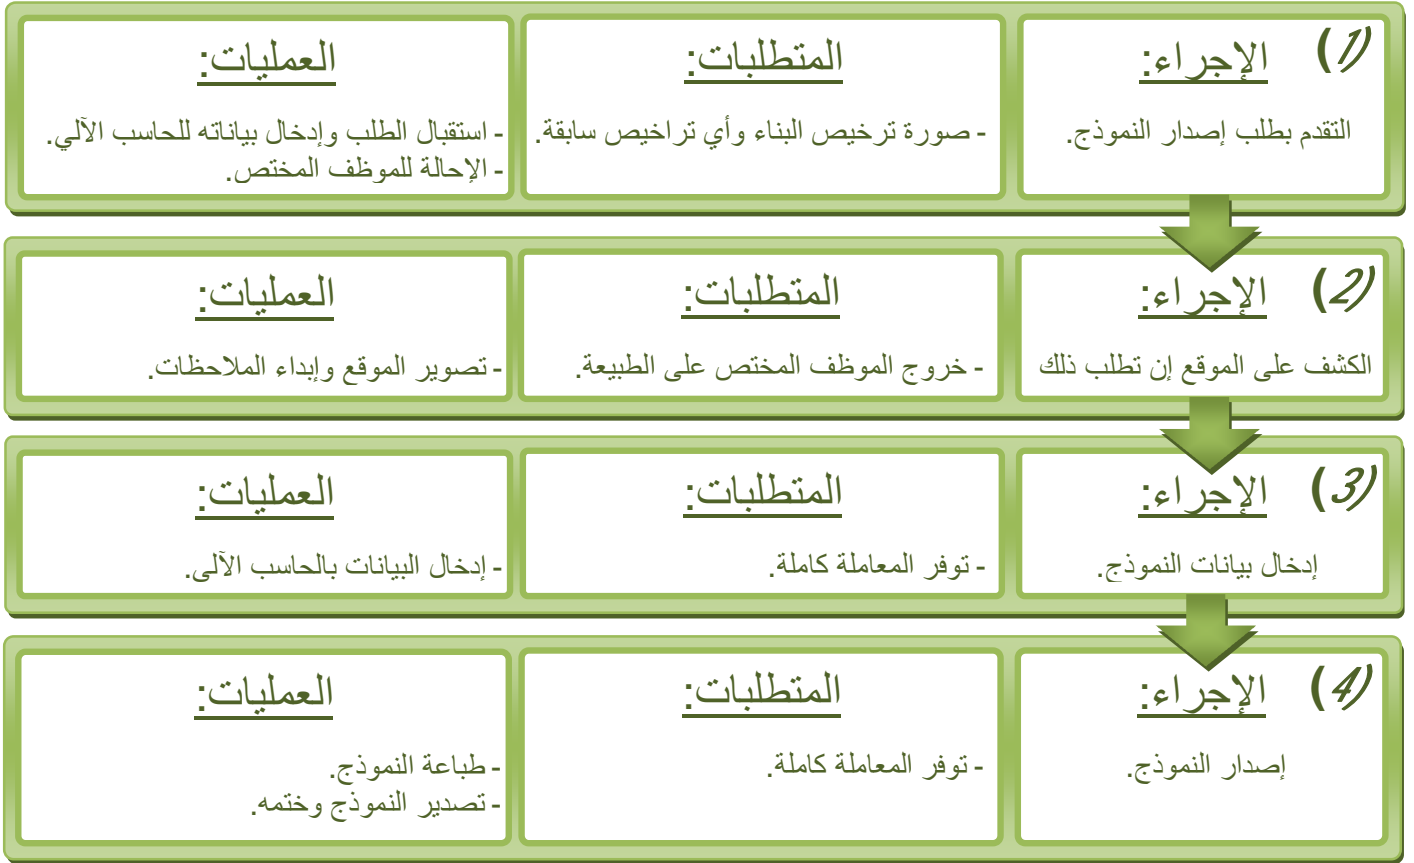 (1) الإجراء:
التقدم بطلب إصدار النموذج.
المتطلبات:
- صورة ترخيص البناء وأي تراخيص سابقة.
العمليات:
- استقبال الطلب وإدخال بياناته للحاسب الآلي.
- الإحالة للموظف المختص.
(2) الإجراء:
الكشف على الموقع إن تطلب ذلك
المتطلبات:
- خروج الموظف المختص على الطبيعة.
العمليات:
- تصوير الموقع وإبداء الملاحظات.
(3) الإجراء:
إدخال بيانات النموذج.
المتطلبات:
- توفر المعاملة كاملة.
العمليات:
- إدخال البيانات بالحاسب الآلى.
(4) الإجراء:
إصدار النموذج.
المتطلبات:
- توفر المعاملة كاملة.
العمليات:
- طباعة النموذج.
- تصدير النموذج وختمه.